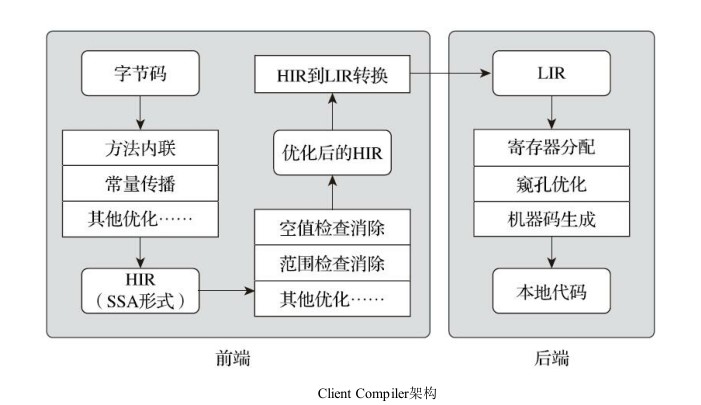 字节码
方法内联
常量传播
其他优化……
HIR
（SSA形式）
HIR到LIR转换
优化后的HIR
空值检查消除
范围检查消除
其他优化……
前端
LIR
寄存器分配
窥孔优化
机器码生成
本地代码
后端
Client Compiler架构